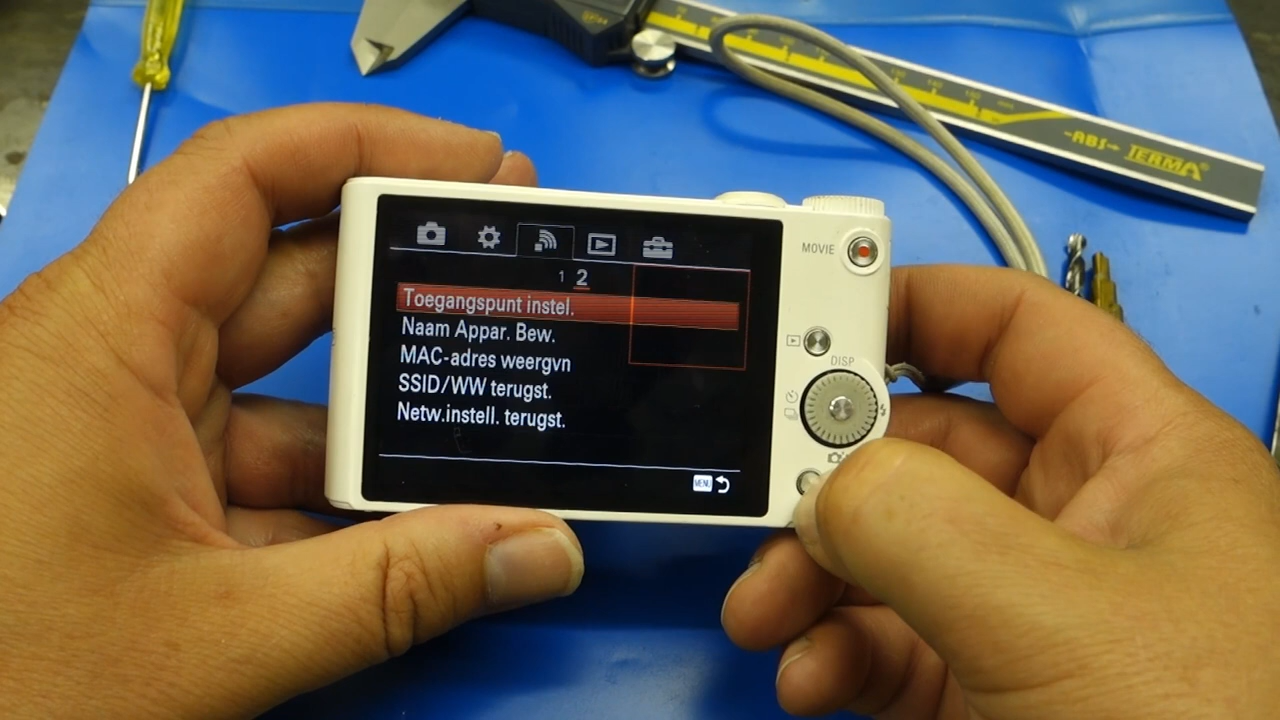 -ABS→ TERMA®
MOVIE
1 2
Toegangspunt instel.
Naam Appar. Bew.
MAC-adres weergvn
SSID/WW terugst.
Netw.instell. terugst.
MENU
DISP